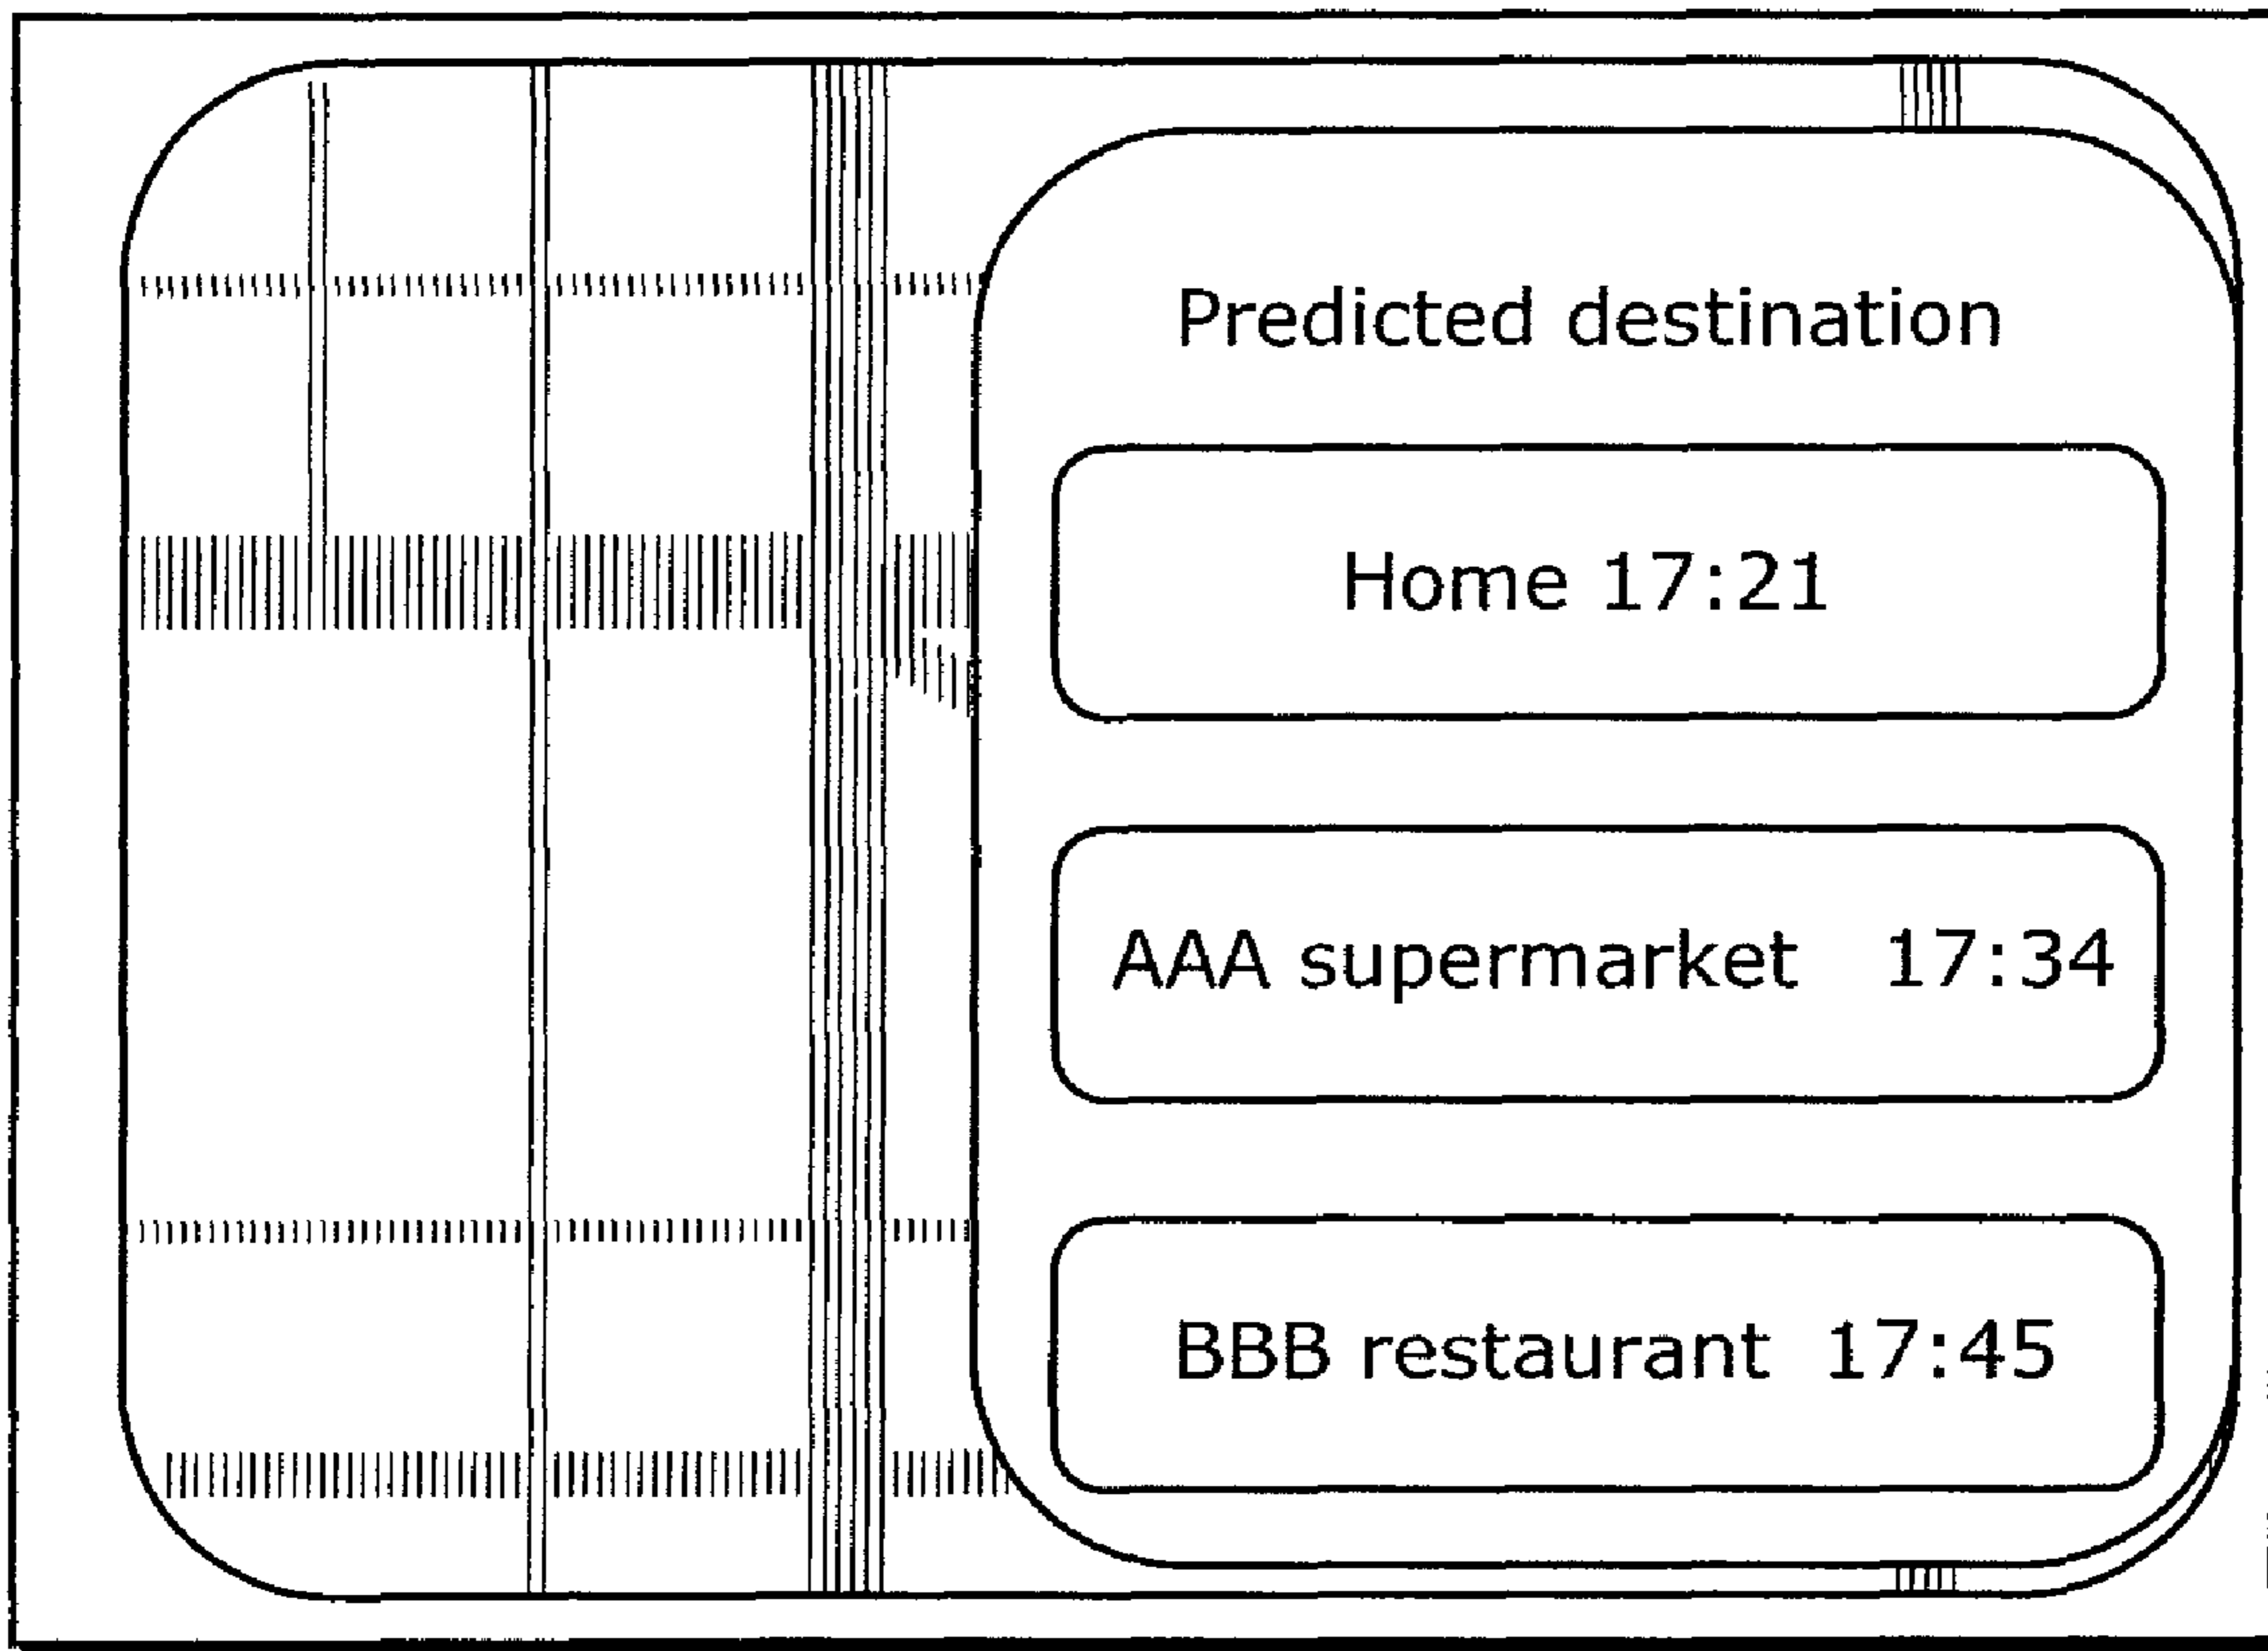 Predicted destination
Home 17:21
AAA supermarket 17:34
BBB restaurant 17:45